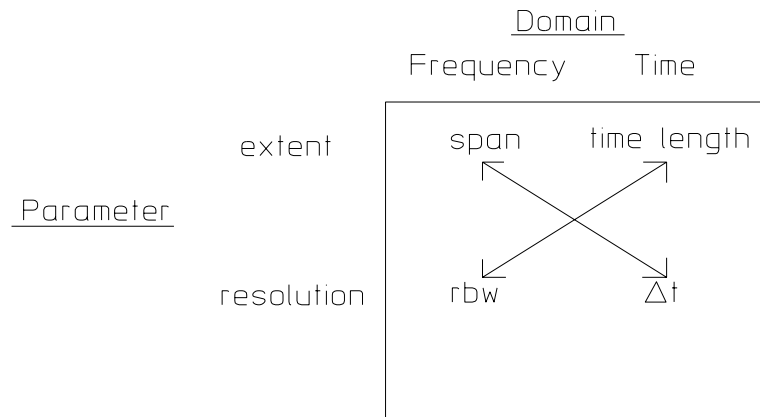 Domain
Frequency Time
extent span time length
Parameter
resolution rbw Δt